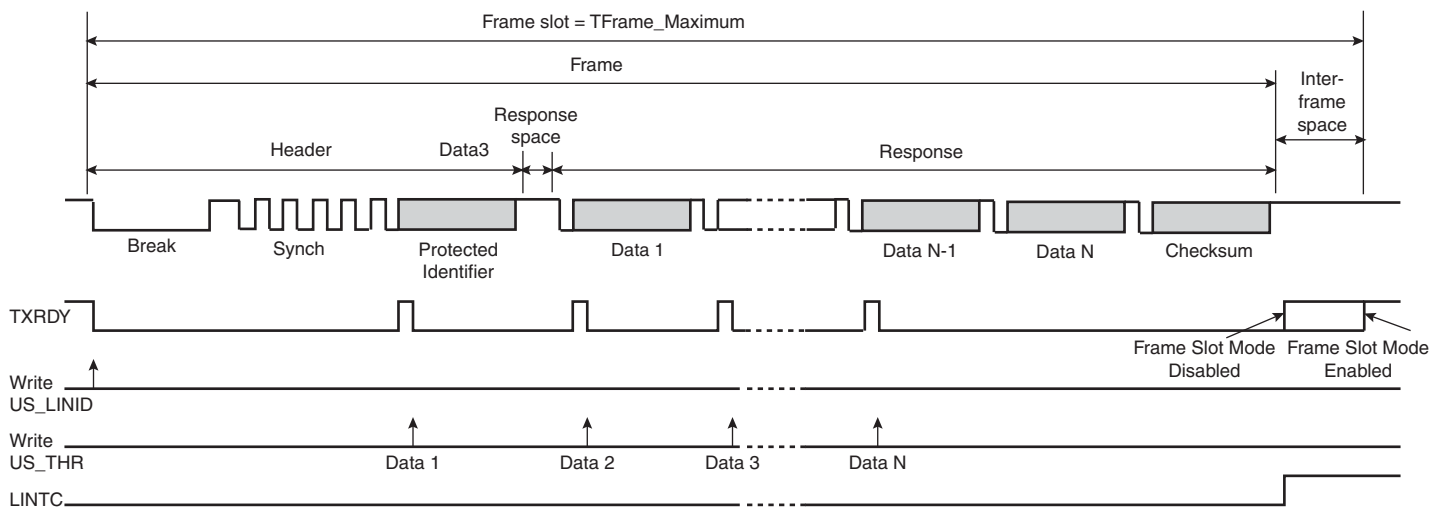 Frame slot = TFrame_Maximum
Frame
Inter-
frame
space
Response
space
Header
Data3
Response
Break
Synch
Protected
Identifier
Data 1
Data N-1
Data N
Checksum
TXRDY
Frame Slot Mode
Disabled
Frame Slot Mode
Enabled
Write
US_LINID
Write
US_THR
Data 1
Data 2
Data 3
Data N
LINTC